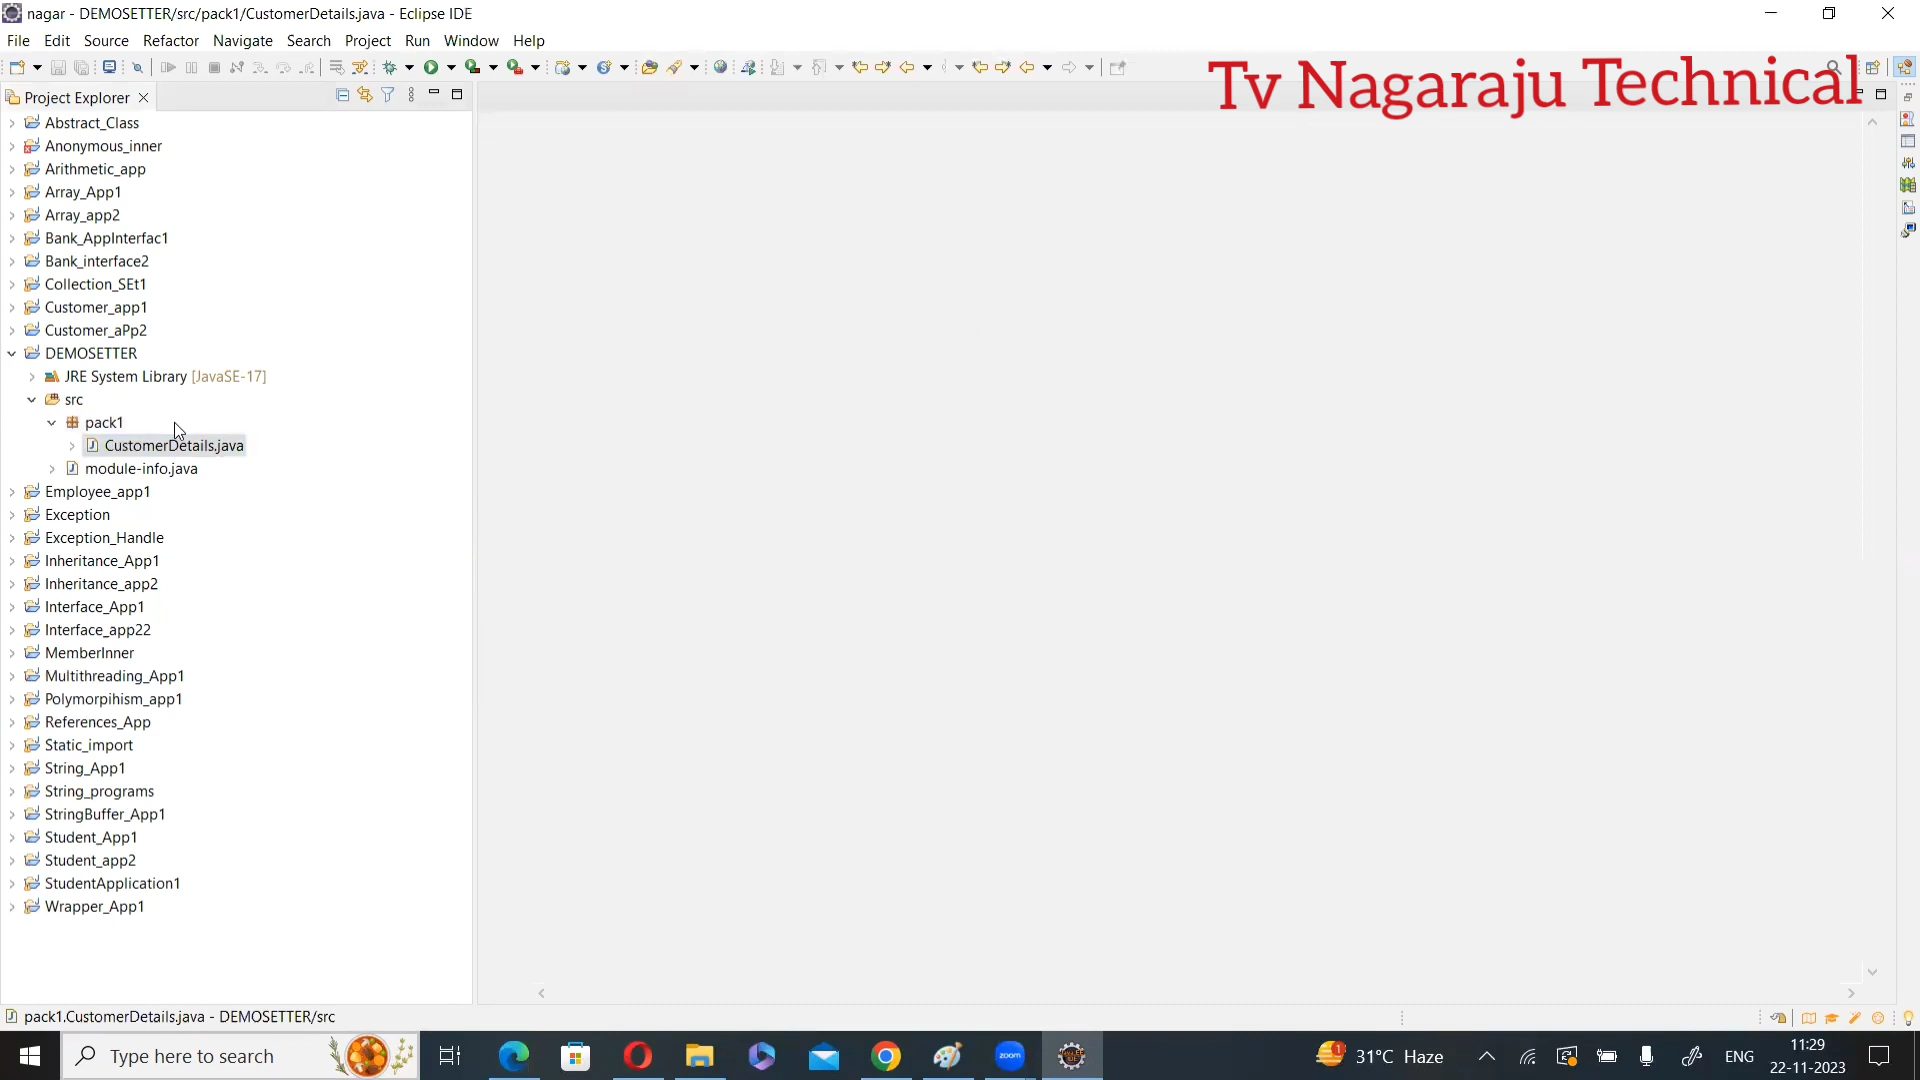 nagar - DEMOSETTER/src/pack1/CustomerDetails.java - Eclipse IDE
File Edit Source Refactor Navigate Search Project Run Window Help
Tv Nagaraju Technical
Project Explorer
Abstract_Class
Anonymous_inner
Arithmetic_app
Array_App1
Array_app2
Bank_AppInterfac1
Bank_interface2
Collection_SEt1
Customer_app1
Customer_aPp2
DEMOSETTER
JRE System Library [JavaSE-17]
src
pack1
CustomerDetails.java
module-info.java
Employee_app1
Exception
Exception_Handle
Inheritance_App1
Inheritance_app2
Interface_App1
Interface_app22
MemberInner
Multithreading_App1
Polymorpihism_app1
References_App
Static_import
String_App1
String_programs
StringBuffer_App1
Student_App1
Student_app2
StudentApplication1
Wrapper_App1
pack1.CustomerDetails.java - DEMOSETTER/src
Type here to search
zoom
1
31°C Haze
ENG
11:29
22-11-2023